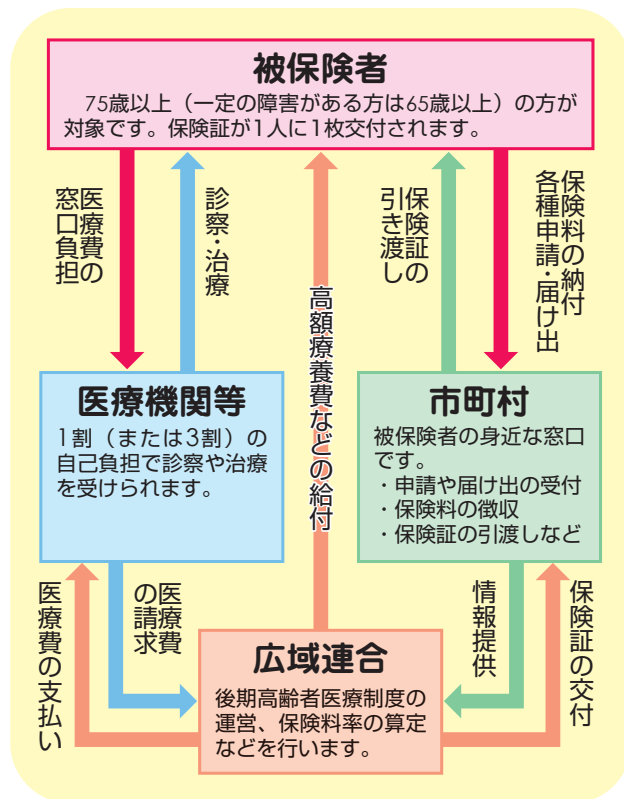 被保険者
75歳以上（一定の障害がある方は65歳以上）の方が
対象です。保険証が1人に1枚交付されます。
医療費の
窓口負担
診察・治療
高額療養費などの給付
保険証の
引き渡し
保険料の納付
各種申請・届け出
医療機関等
1割（または3割）の
自己負担で診察や治療
を受けられます。
市町村
被保険者の身近な窓口
です。
・申請や届け出の受付
・保険料の徴収
・保険証の引渡しなど
医療費の支払い
医療費
の請求
情報提供
保険証の交付
広域連合
後期高齢者医療制度の
運営、保険料率の算定
などを行います。